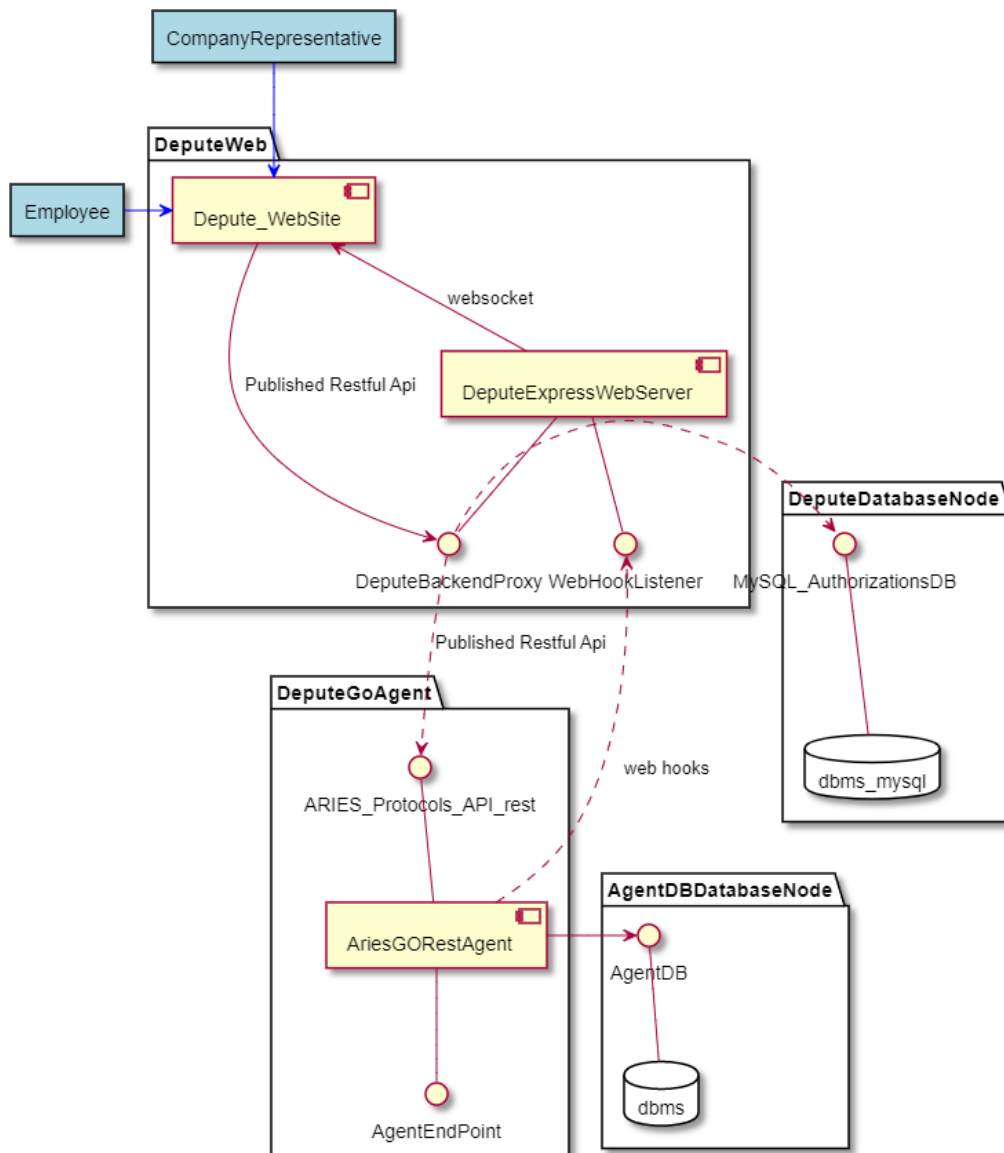 CompanyRepresentative
DeputeWeb
Employee
Depute_WebSite
websocket
Published Restful Api
DeputeExpressWebServer
DeputeDatabaseNode
DeputeBackendProxy
WebHookListener
MySQL_AuthorizationsDB
Published Restful Api
DeputeGoAgent
web hooks
dbms_mysql
ARIES_Protocols_API_rest
AgentDBDatabaseNode
AriesGORestAgent
AgentDB
dbms
AgentEndPoint